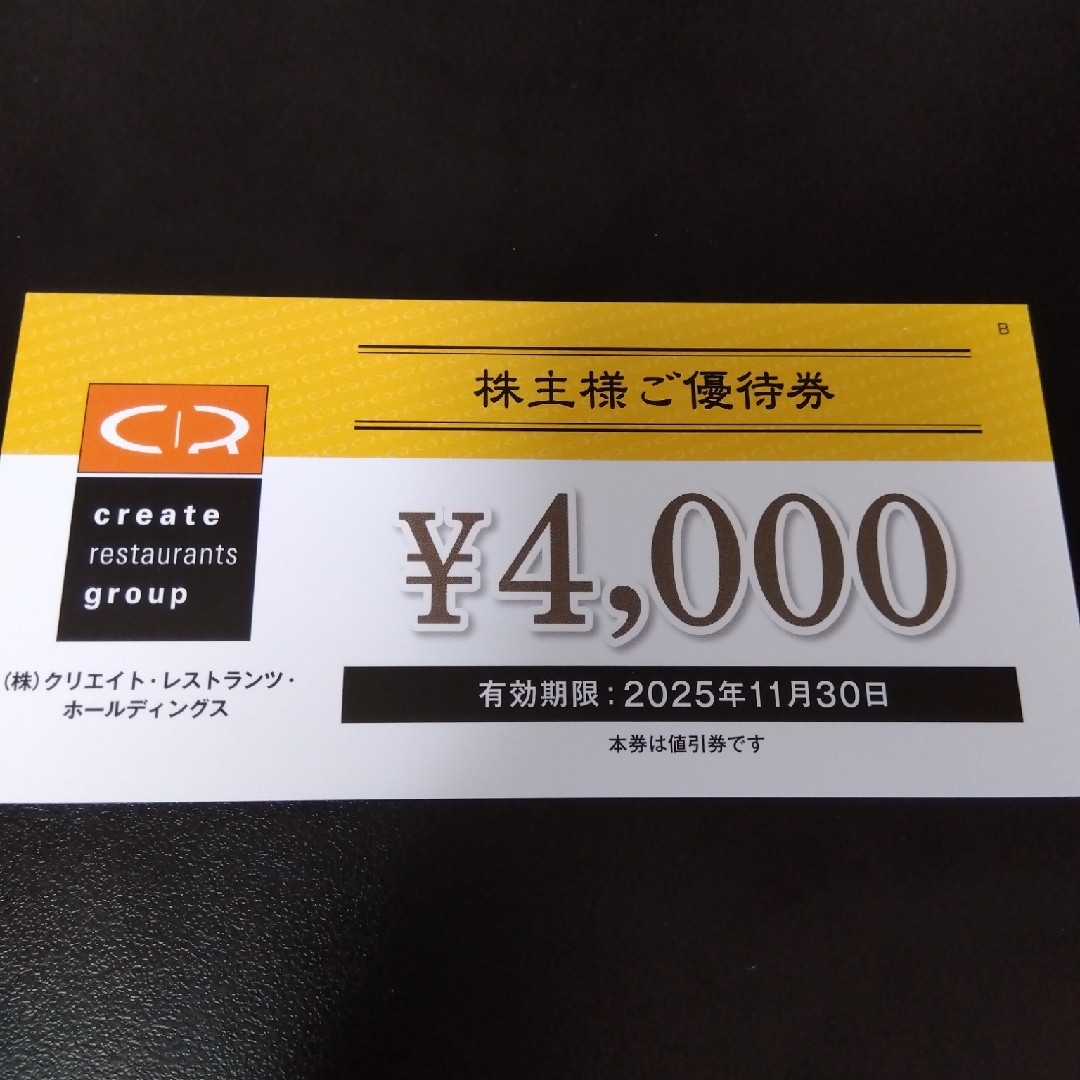 B
株主様ご優待券
CR
create
restaurants
group
¥4,000
(株)クリエイト・レストランツ・
ホールディングス
有効期限:2025年11月30日
本券は値引券です